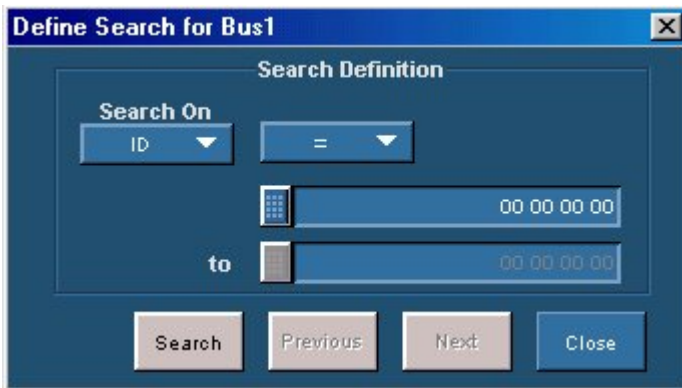 Define Search for Bus1
Search Definition
Search On
ID
=
00 00 00 00
to
00 00 00 00
Search
Previous
Next
Close